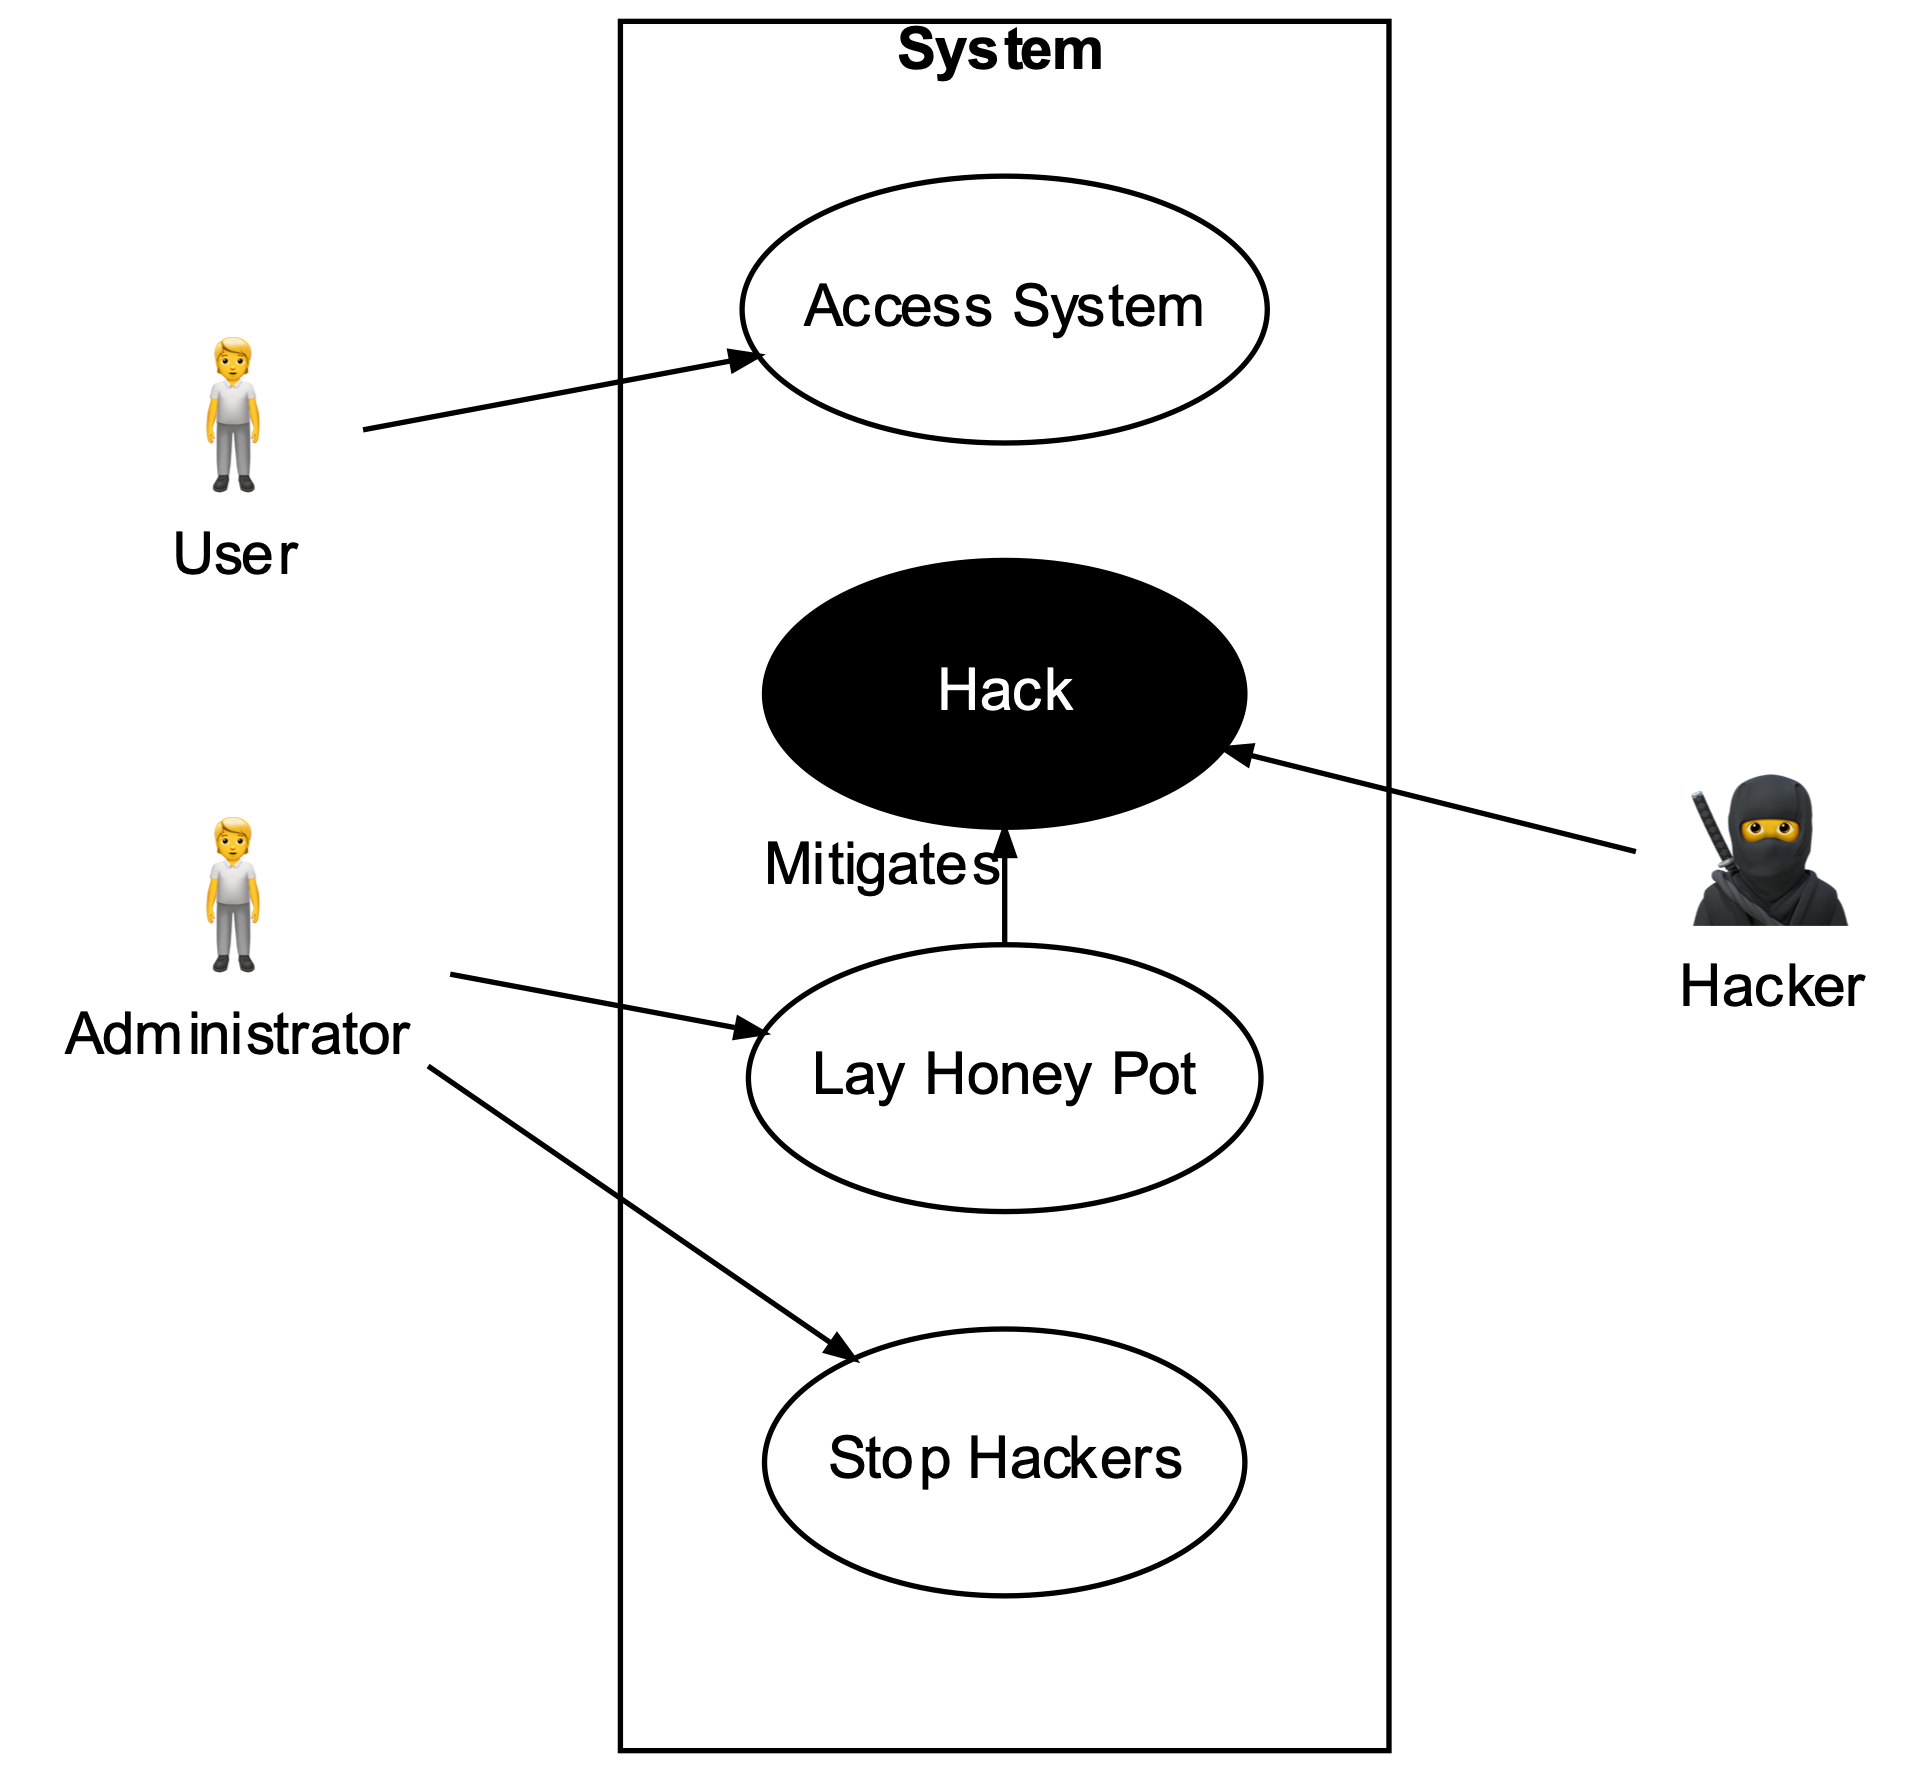 System
Access System
User
Hack
Mitigates
Hacker
Administrator
Lay Honey Pot
Stop Hackers